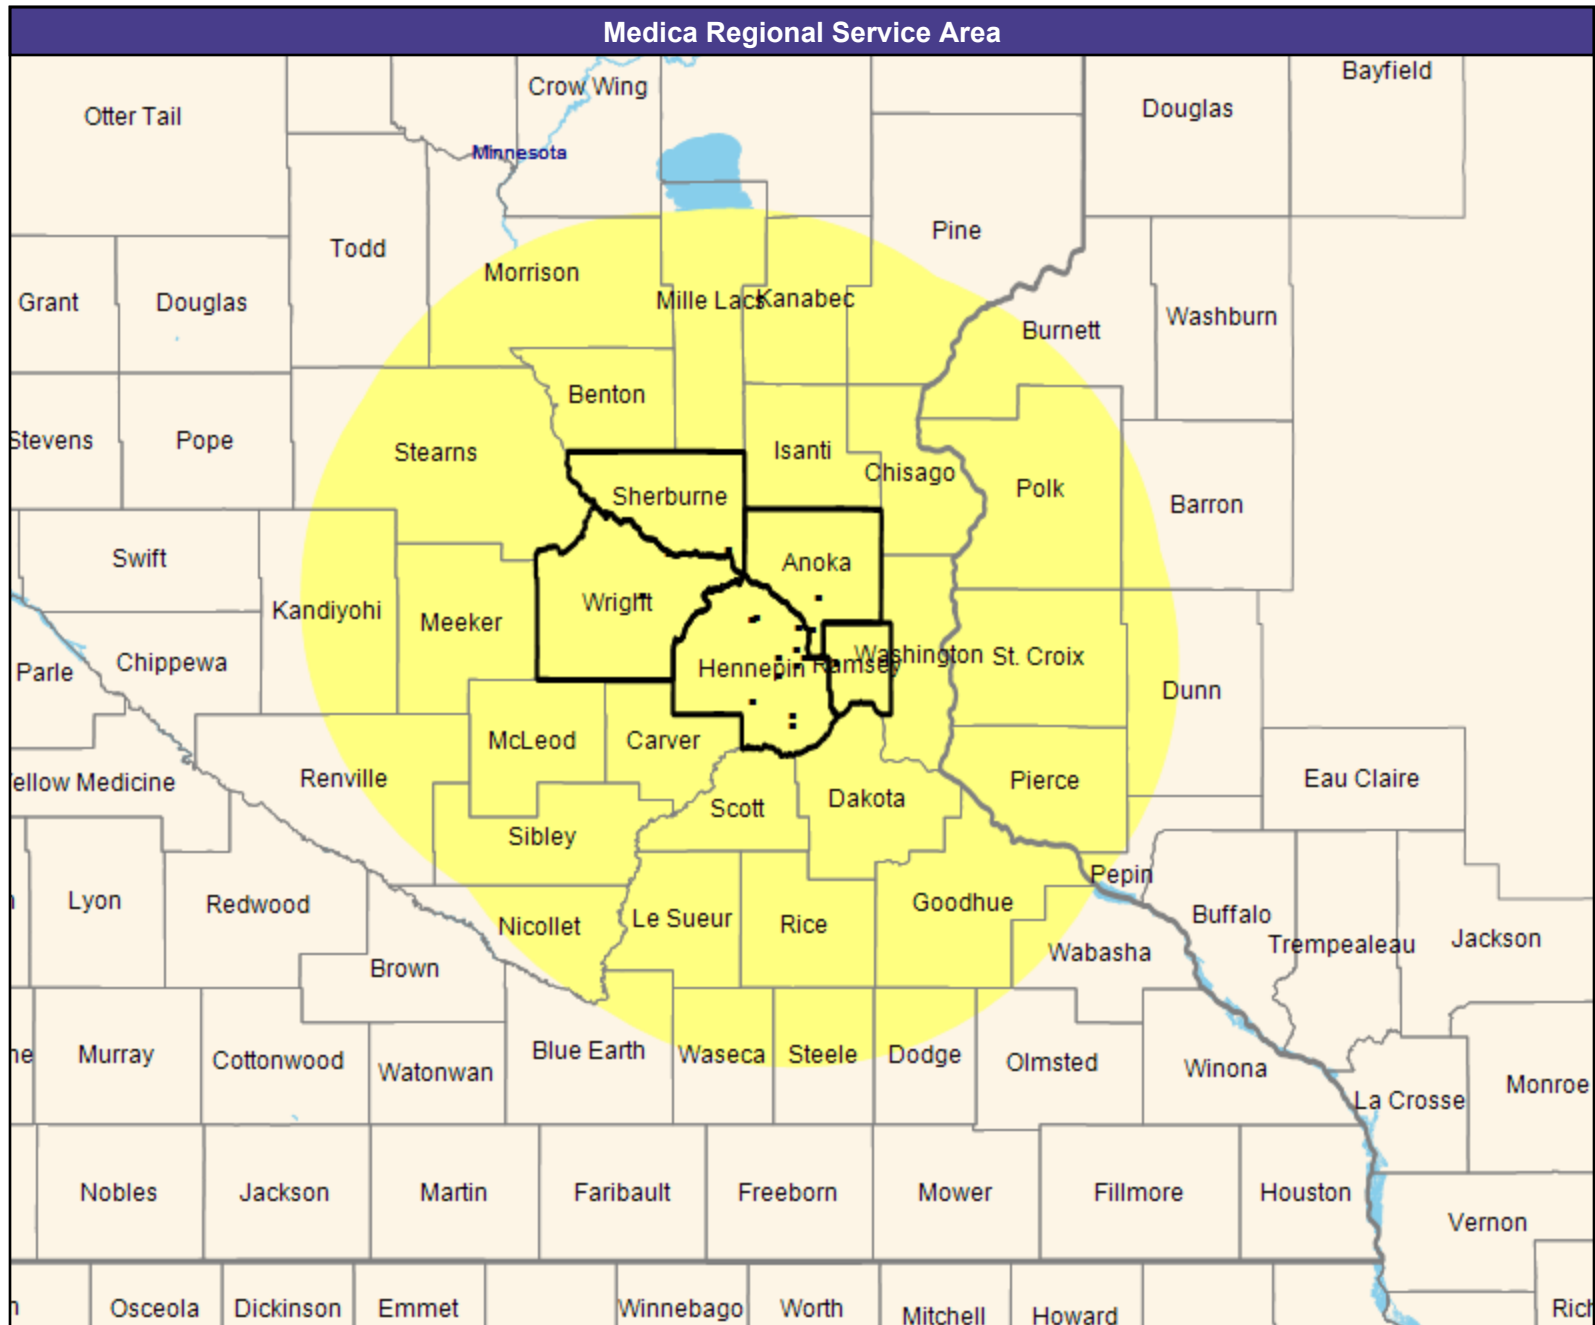 Medica Regional Service Area
Bayfield
Crow Wing
Douglas
Otter Tail
Minnesota
Pine
Todd
Morrison
Grant
Douglas
Mille Lacs
Kanabec
Washburn
Burnett
Benton
Stevens
Pope
Stearns
Isanti
Chisago
Polk
Sherburne
Barron
Swift
Anoka
Wright
Kandiyohi
Meeker
Parle
Chippewa
Hennepin
Ramsey
Washington
St. Croix
Dunn
McLeod
Carver
ellow Medicine
Renville
Pierce
Eau Claire
Scott
Dakota
Sibley
Pepin
Lyon
Redwood
Nicollet
Le Sueur
Rice
Goodhue
Buffalo
Trempealeau
Jackson
Wabasha
Brown
ne
Murray
Cottonwood
Watonwan
Blue Earth
Waseca
Steele
Dodge
Olmsted
Winona
La Crosse
Monroe
Nobles
Jackson
Martin
Faribault
Freeborn
Mower
Fillmore
Houston
Vernon
Osceola
Dickinson
Emmet
Winnebago
Worth
Mitchell
Howard
Rich